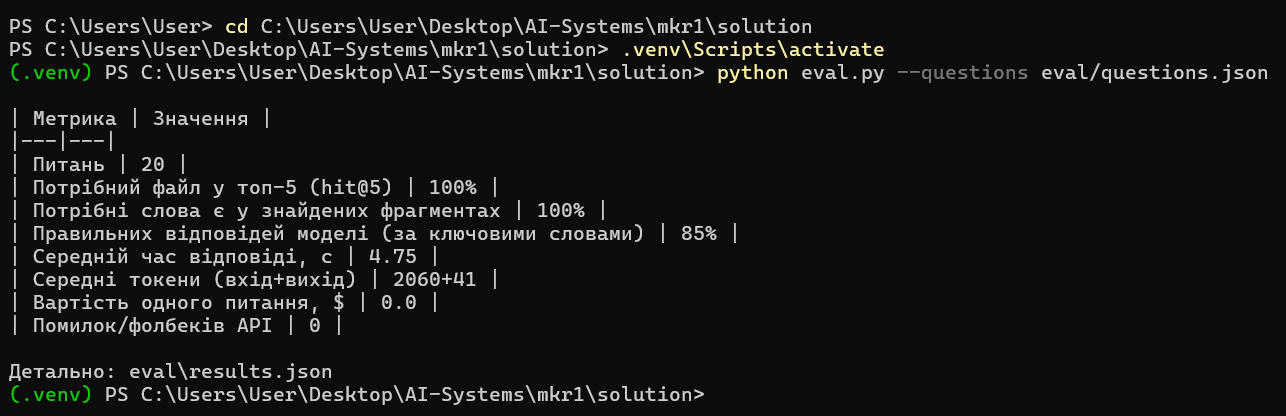 PS C:\Users\User> cd C:\Users\User\Desktop\AI-Systems\mkr1\solution
PS C:\Users\User\Desktop\AI-Systems\mkr1\solution> .venv\Scripts\activate
(.venv) PS C:\Users\User\Desktop\AI-Systems\mkr1\solution> python eval.py --questions eval/questions.json
| Метрика | Значення |
|---|---|
| Питань | 20 |
| Потрібний файл у топ-5 (hit@5) | 100% |
| Потрібні слова є у знайдених фрагментах | 100% |
| Правильних відповідей моделі (за ключовими словами) | 85% |
| Середній час відповіді, с | 4.75 |
| Середні токени (вхід+вихід) | 2060+41 |
| Вартість одного питання, $ | 0.0 |
| Помилок/фолбеків API | 0 |
Детально: eval\results.json
(.venv) PS C:\Users\User\Desktop\AI-Systems\mkr1\solution>